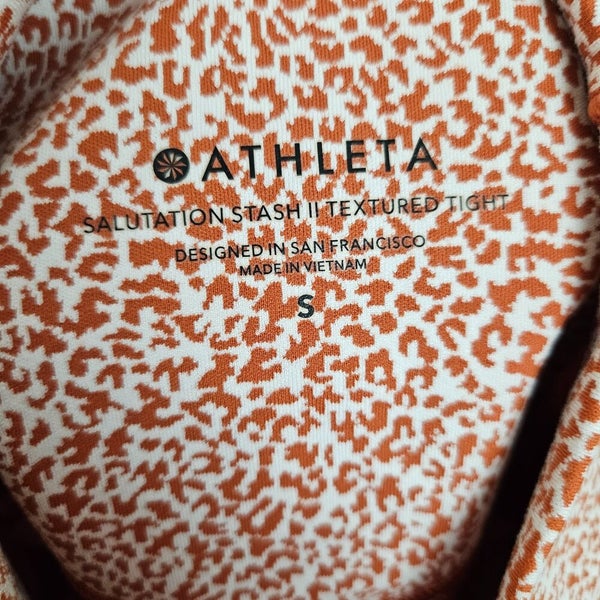 ATHLETA
SALUTATION STASH II TEXTURED TIGHT
DESIGNED IN SAN FRANCISCO
MADE IN VIETNAM
S